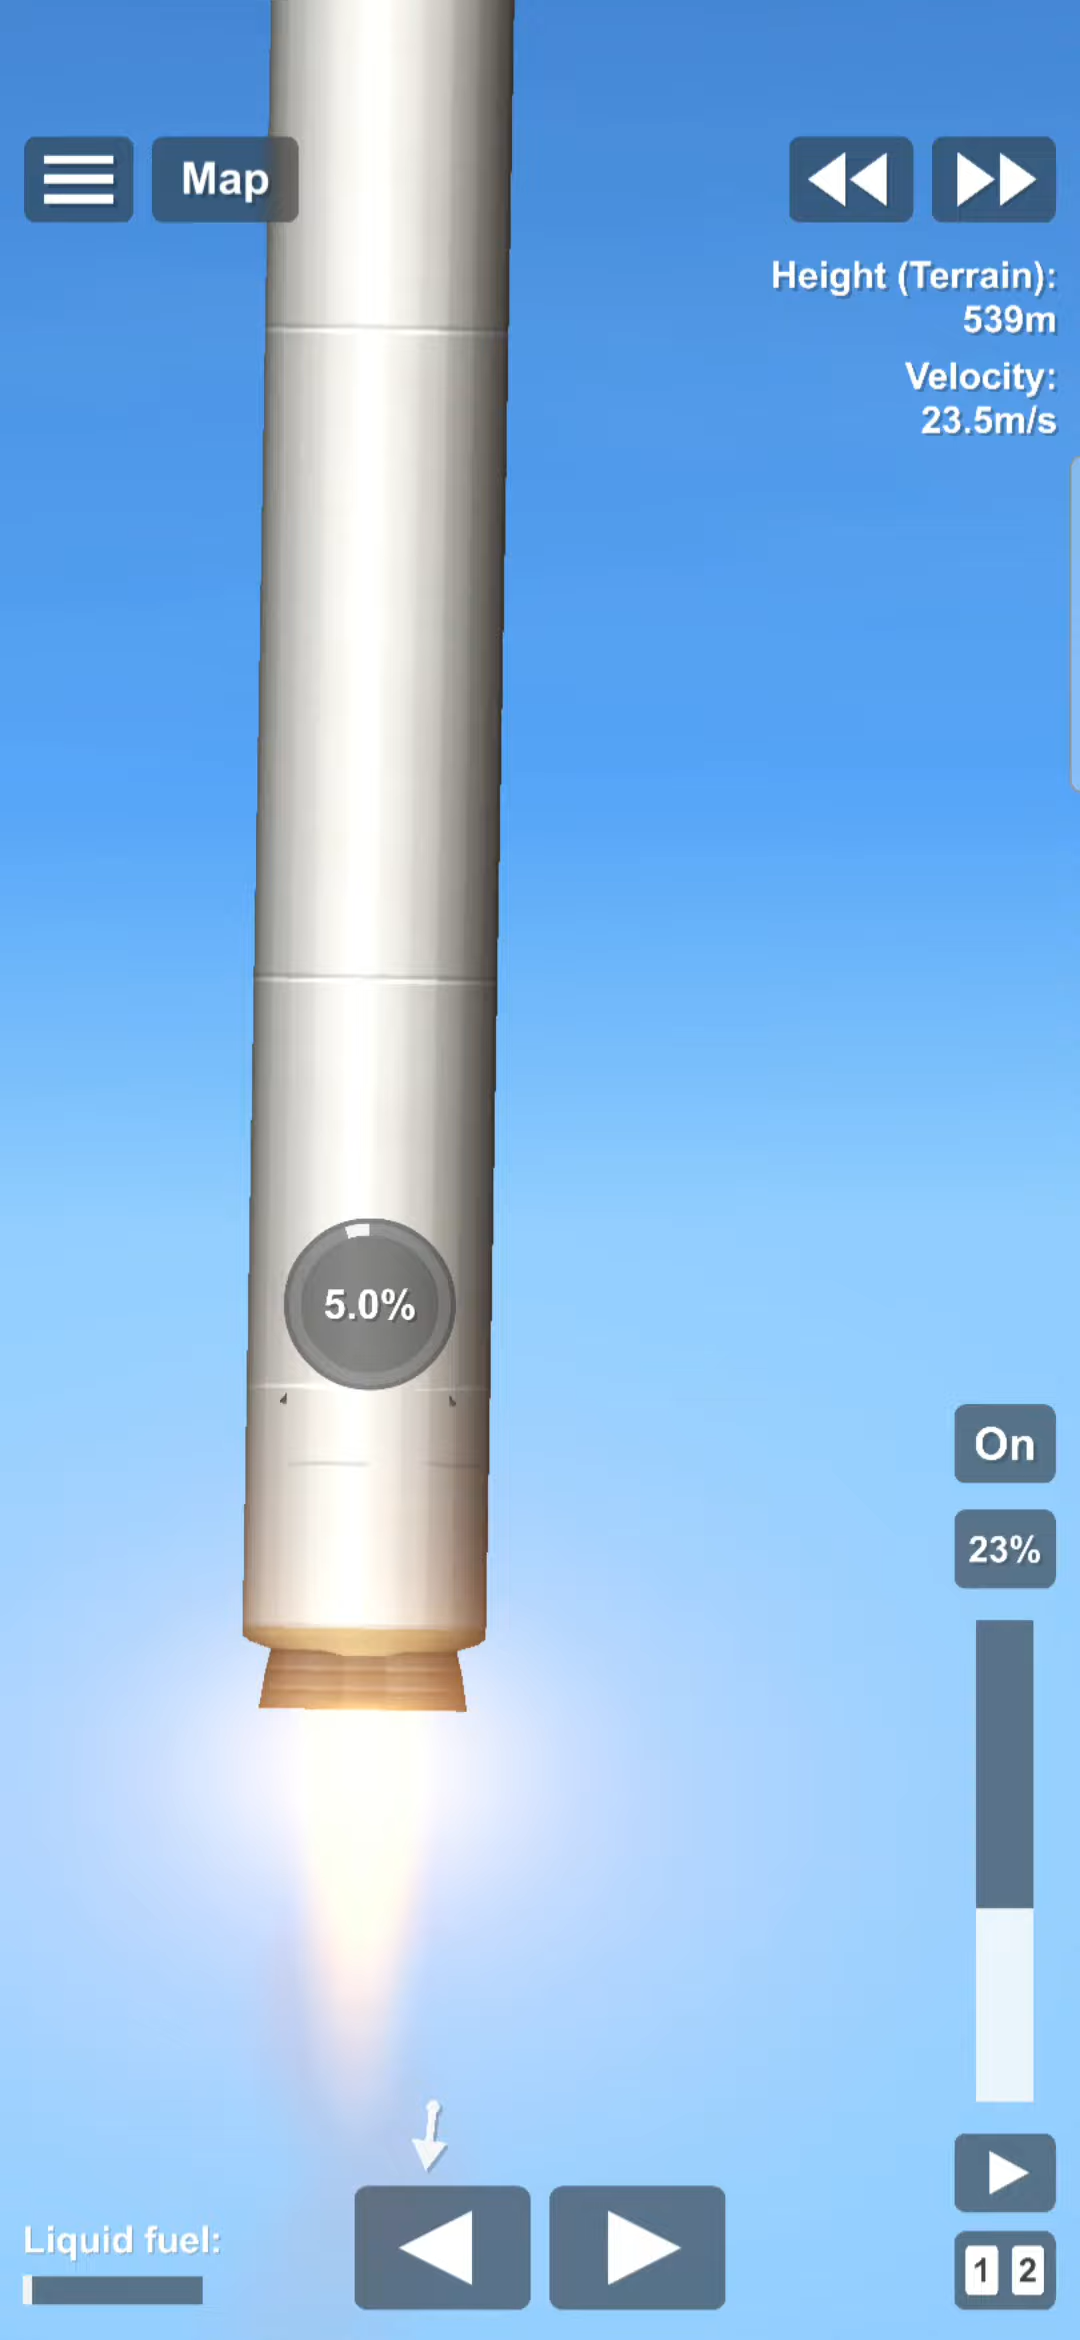 Map
Height (Terrain):
539m
Velocity:
23.5m/s
5.0%
On
23%
Liquid fuel:
1 2